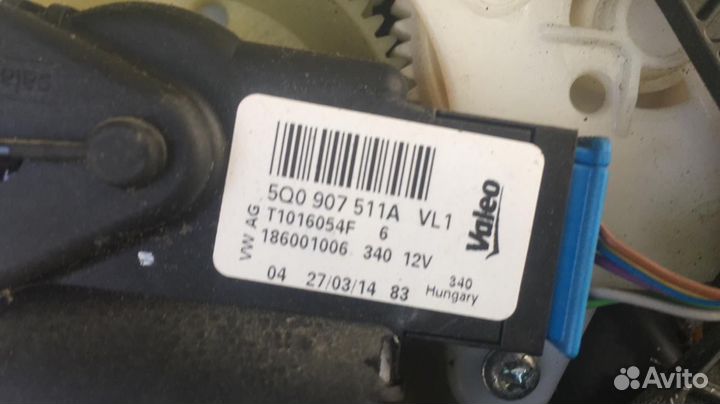 5Q0 907 511A VL1
VW AG T1016054F 6
186001006 340 12V
04 27/03/14 83
340
Hungary
Valeo
Avito